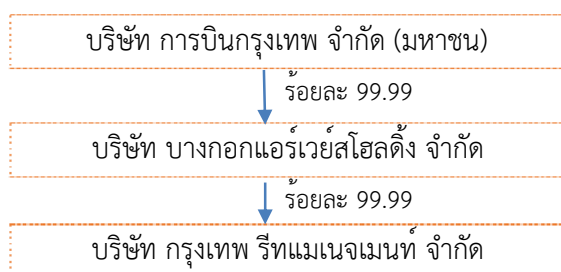 บริษัท การบินกรุงเทพ จำกัด (มหาชน)
ร้อยละ 99.99
บริษัท บางกอกแอร์เวย์สโฮลดิ้ง จำกัด
ร้อยละ 99.99
บริษัท กรุงเทพ รีทแมเนจเมนท์ จำกัด